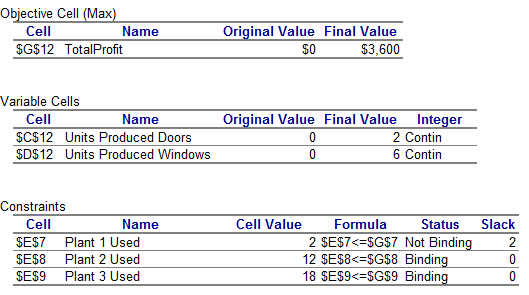 Objective Cell (Max)
Cell Name Original Value Final Value
$G$12 TotalProfit $0 $3,600
Variable Cells
Cell Name Original Value Final Value Integer
$C$12 Units Produced Doors 0 2 Contin
$D$12 Units Produced Windows 0 6 Contin
Constraints
Cell Name Cell Value Formula Status Slack
$E$7 Plant 1 Used 2 $E$7<=$G$7 Not Binding 2
$E$8 Plant 2 Used 12 $E$8<=$G$8 Binding 0
$E$9 Plant 3 Used 18 $E$9<=$G$9 Binding 0